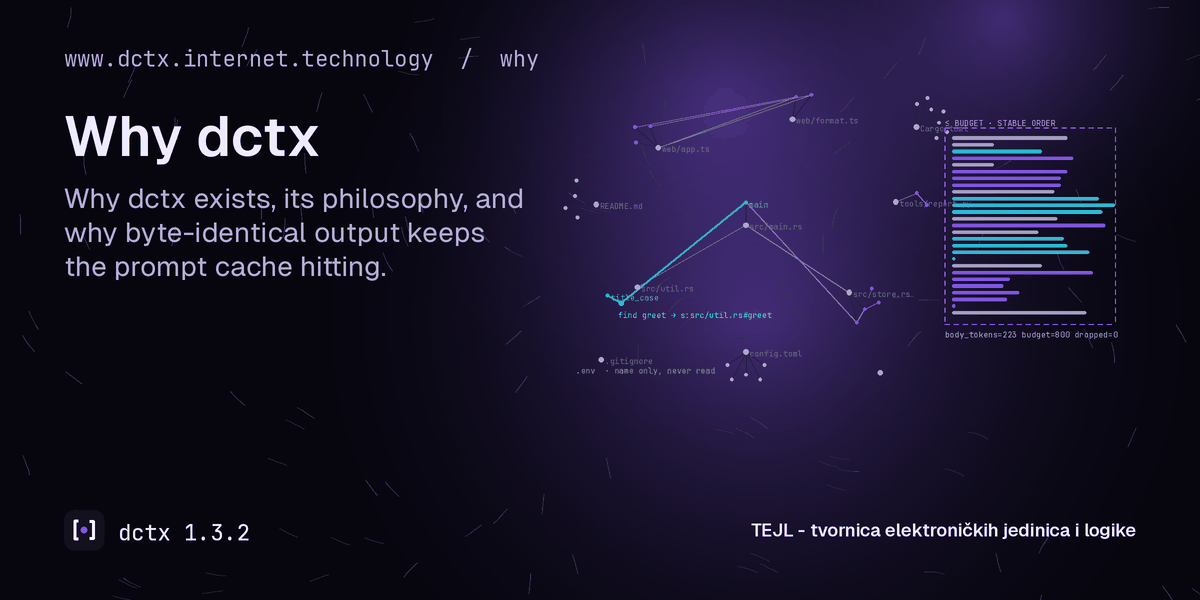 www.dctx.internet.technology / why
Why dctx
Why dctx exists, its philosophy, and
why byte-identical output keeps
the prompt cache hitting.
web/format.ts
web/app.ts
README.md
main
src/main.rs
src/util.rs
title_case
find greet → s:src/util.rs#greet
src/store.rs
.gitignore
.env · name only, never read
config.toml
≤ BUDGET · STABLE ORDER
body_tokens=223 budget=800 dropped=0
dctx 1.3.2
TEJL - tvornica elektroničkih jedinica i logike